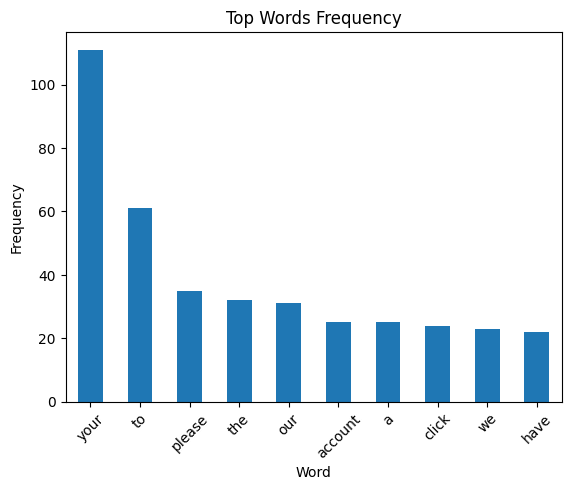 Top Words Frequency
Frequency
100
80
60
40
20
0
your
to
please
the
our
account
a
click
we
have
Word